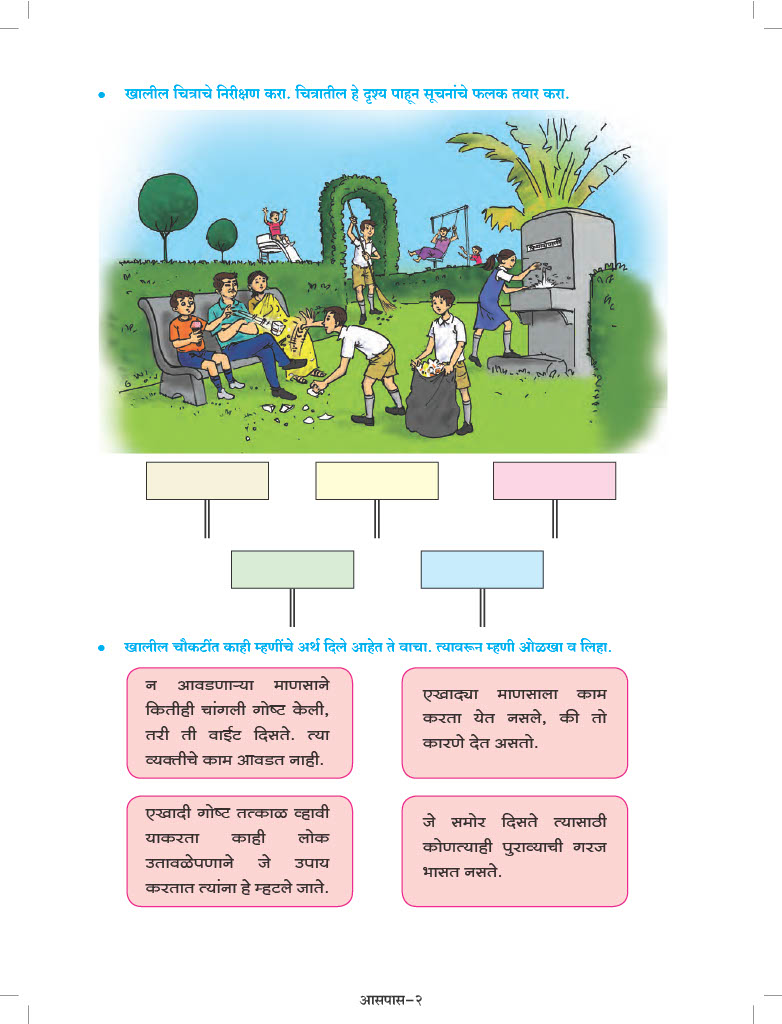 • खालील चित्राचे निरीक्षण करा. चित्रातील हे दृश्य पाहून सूचनांचे फलक तयार करा.
• खालील चौकटींत काही म्हणींचे अर्थ दिले आहेत ते वाचा. त्यावरून म्हणी ओळखा व लिहा.
न आवडणाऱ्या माणसाने
कितीही चांगली गोष्ट केली,
तरी ती वाईट दिसते. त्या
व्यक्तीचे काम आवडत नाही.
एखाद्या माणसाला काम
करता येत नसले, की तो
कारणे देत असतो.
एखादी गोष्ट तत्काळ व्हावी
याकरता काही लोक
उतावळेपणाने जे उपाय
करतात त्यांना हे म्हटले जाते.
जे समोर दिसते त्यासाठी
कोणत्याही पुराव्याची गरज
भासत नसते.
आसपास-२